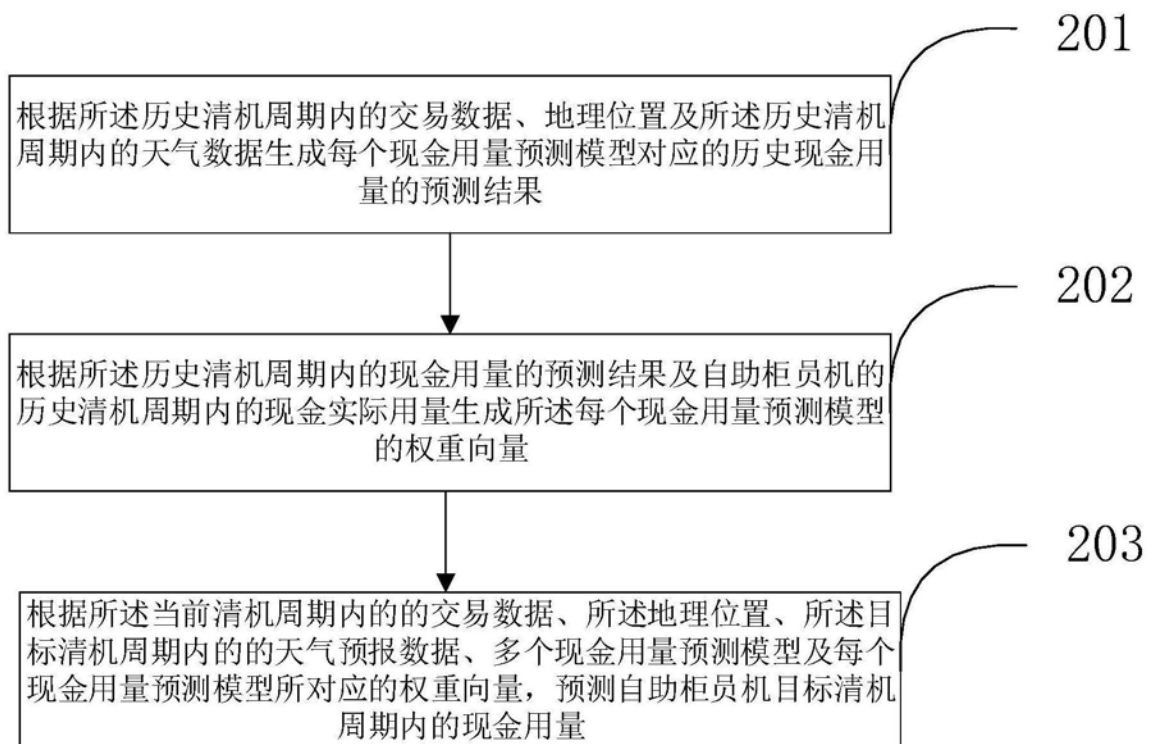 201
根据所述历史清机周期内的交易数据、地理位置及所述历史清机
周期内的天气数据生成每个现金用量预测模型对应的历史现金用
量的预测结果
202
根据所述历史清机周期内的现金用量的预测结果及自助柜员机的
历史清机周期内的现金实际用量生成所述每个现金用量预测模型
的权重向量
203
根据所述当前清机周期内的的交易数据、所述地理位置、所述目
标清机周期内的的天气预报数据、多个现金用量预测模型及每个
现金用量预测模型所对应的权重向量，预测自助柜员机目标清机
周期内的现金用量